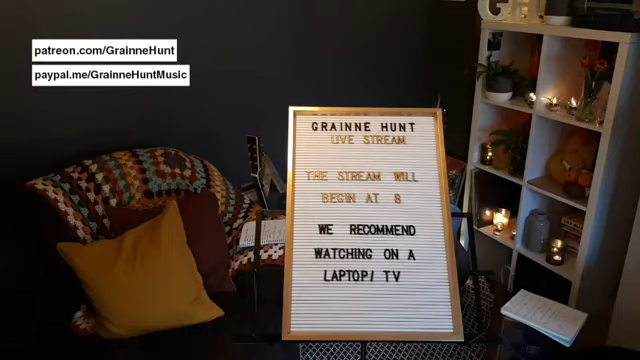 patreon.com/GrainneHunt
paypal.me/GrainneHuntMusic
GH
GRAINNE HUNT
LIVE STREAM
THE STREAM WILL
BEGIN AT 8
WE RECOMMEND
WATCHING ON A
LAPTOP/ TV